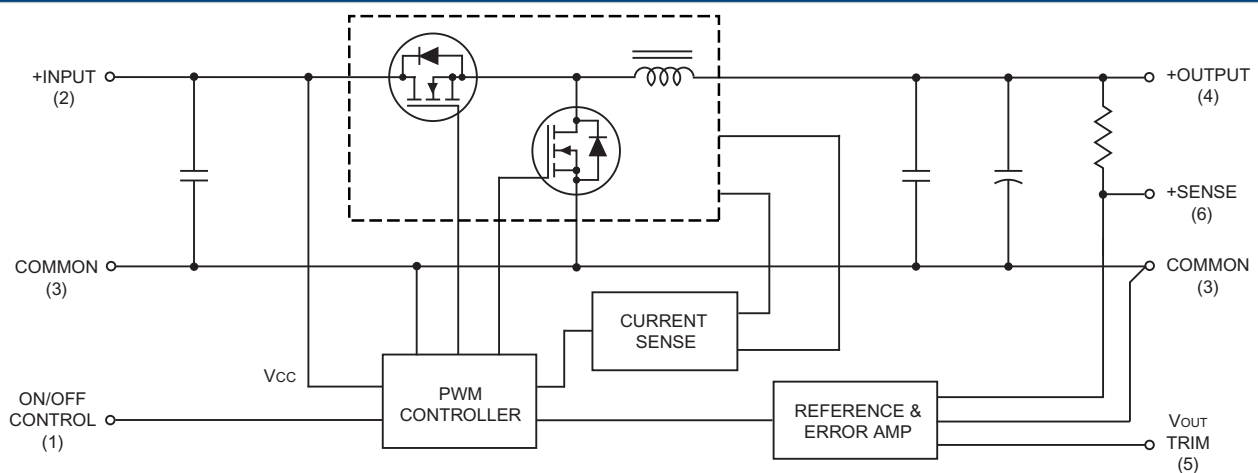 +INPUT
(2)
+OUTPUT
(4)
+SENSE
(6)
COMMON
(3)
COMMON
(3)
CURRENT
SENSE
VCC
PWM
CONTROLLER
ON/OFF
CONTROL
(1)
REFERENCE &
ERROR AMP
VOUT
TRIM
(5)